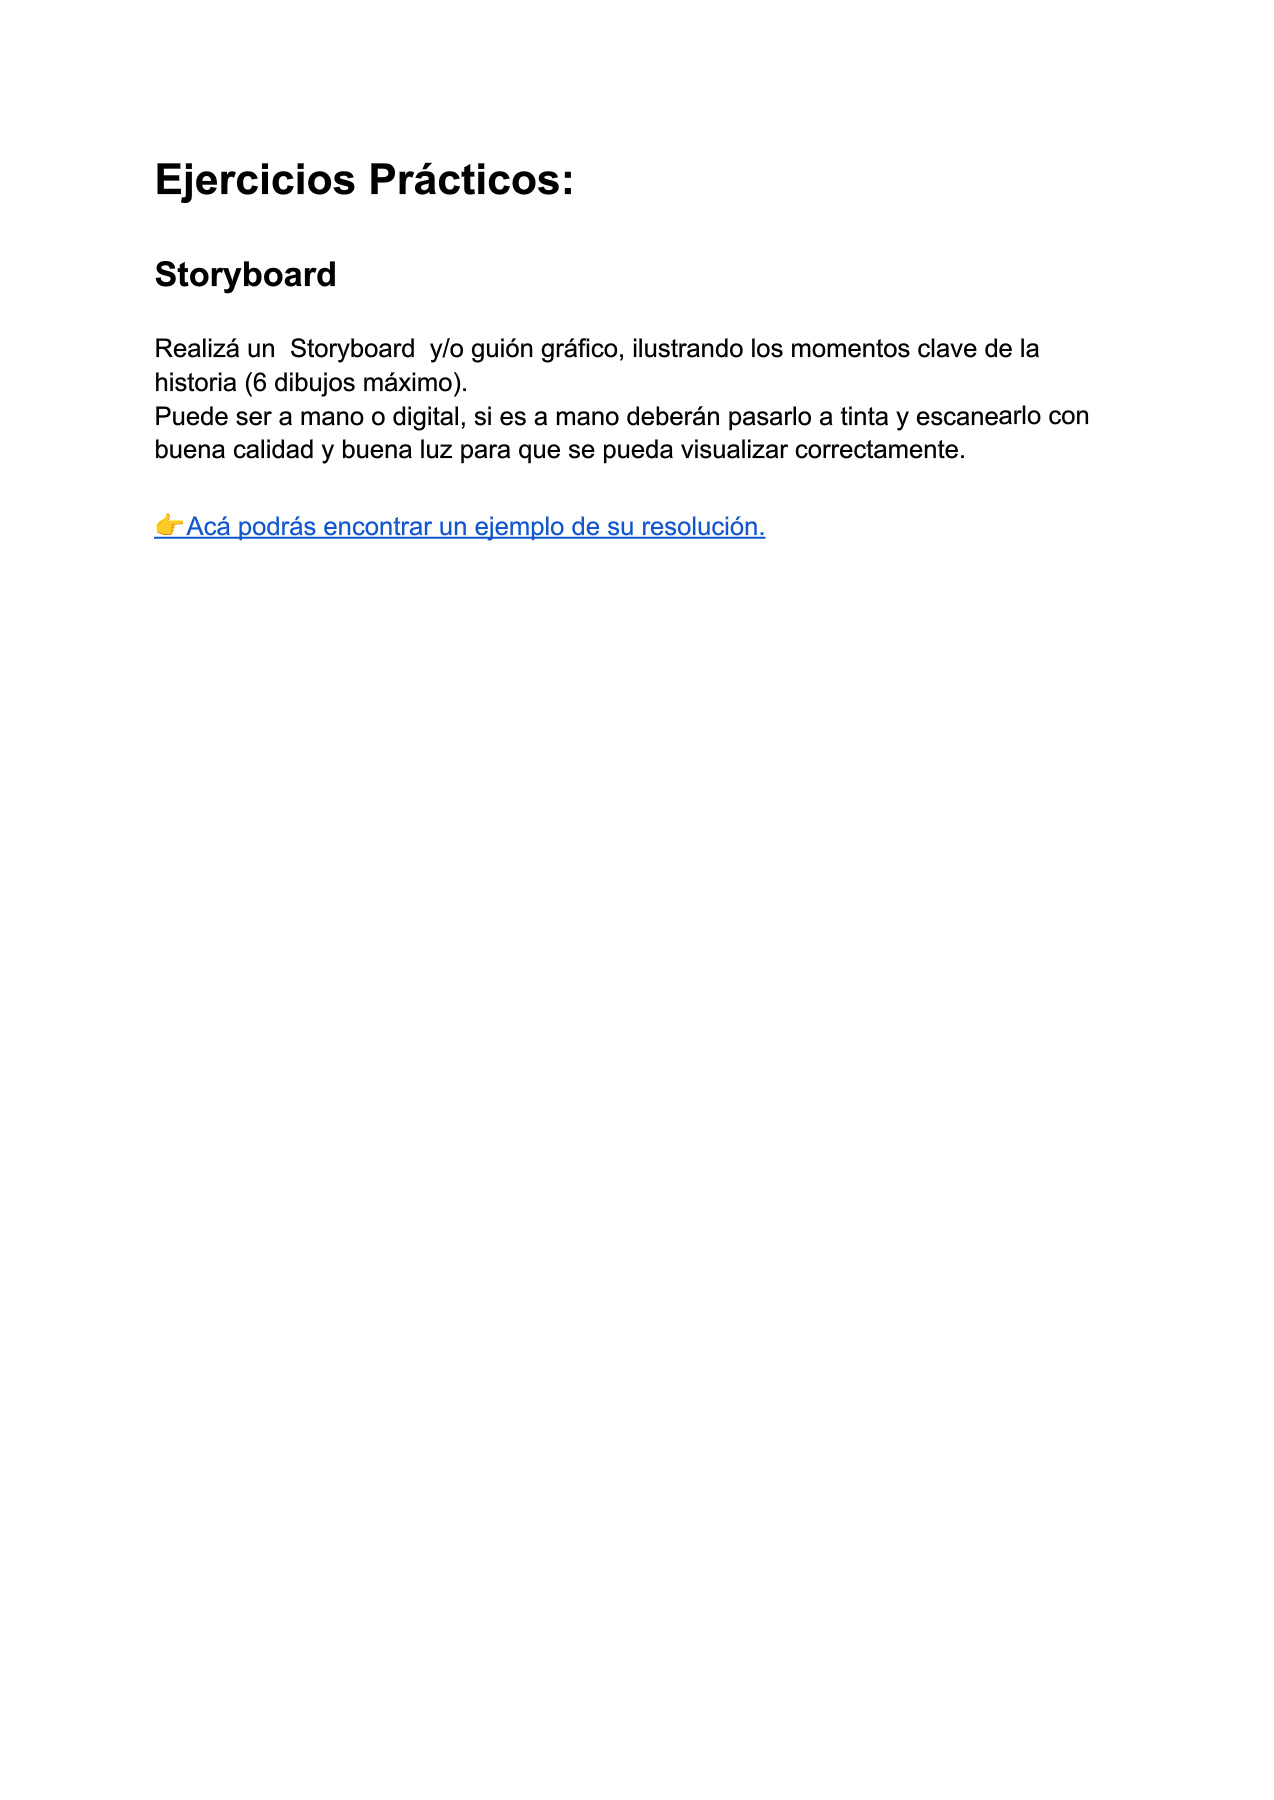 Ejercicios Prácticos:
Storyboard
Realizá un  Storyboard  y/o guión gráfico, ilustrando los momentos clave de la
historia (6 dibujos máximo).
Puede ser a mano o digital, si es a mano deberán pasarlo a tinta y escanearlo con
buena calidad y buena luz para que se pueda visualizar correctamente.
👉Acá podrás encontrar un ejemplo de su resolución.